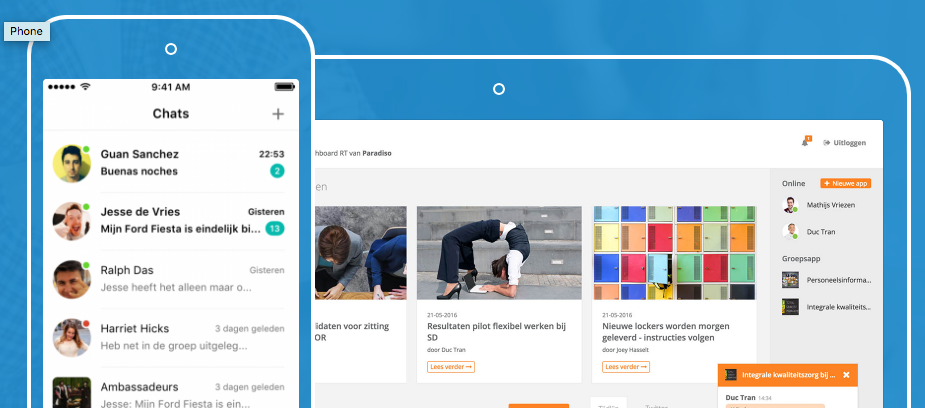 Phone
9:41 AM
Chats
Guan Sanchez
22:53
Buenas noches
2
Jesse de Vries
Gisteren
Mijn Ford Fiesta is eindelijk bi...
13
Ralph Das
Gisteren
Jesse heeft het alleen maar o...
Harriet Hicks
3 dagen geleden
Heb net in de groep uitgeleg...
Ambassadeurs
3 dagen geleden
Jesse: Mijn Ford Fiesta is ein...
hboard RT van Paradiso
1
Uitloggen
en
didaten voor zitting
OR
21-05-2016
Resultaten pilot flexibel werken bij
SD
door Duc Tran
Lees verder
21-05-2016
Nieuwe lockers worden morgen
geleverd - instructies volgen
door Joey Hasselt
Lees verder
Online
+ Nieuwe app
Mathijs Vriezen
Duc Tran
Groepsapp
Personeelsinforma...
Integrale kwaliteits...
Integrale kwaliteitszorg bij ...
Duc Tran 14:34
Tijdlijn
Twitter